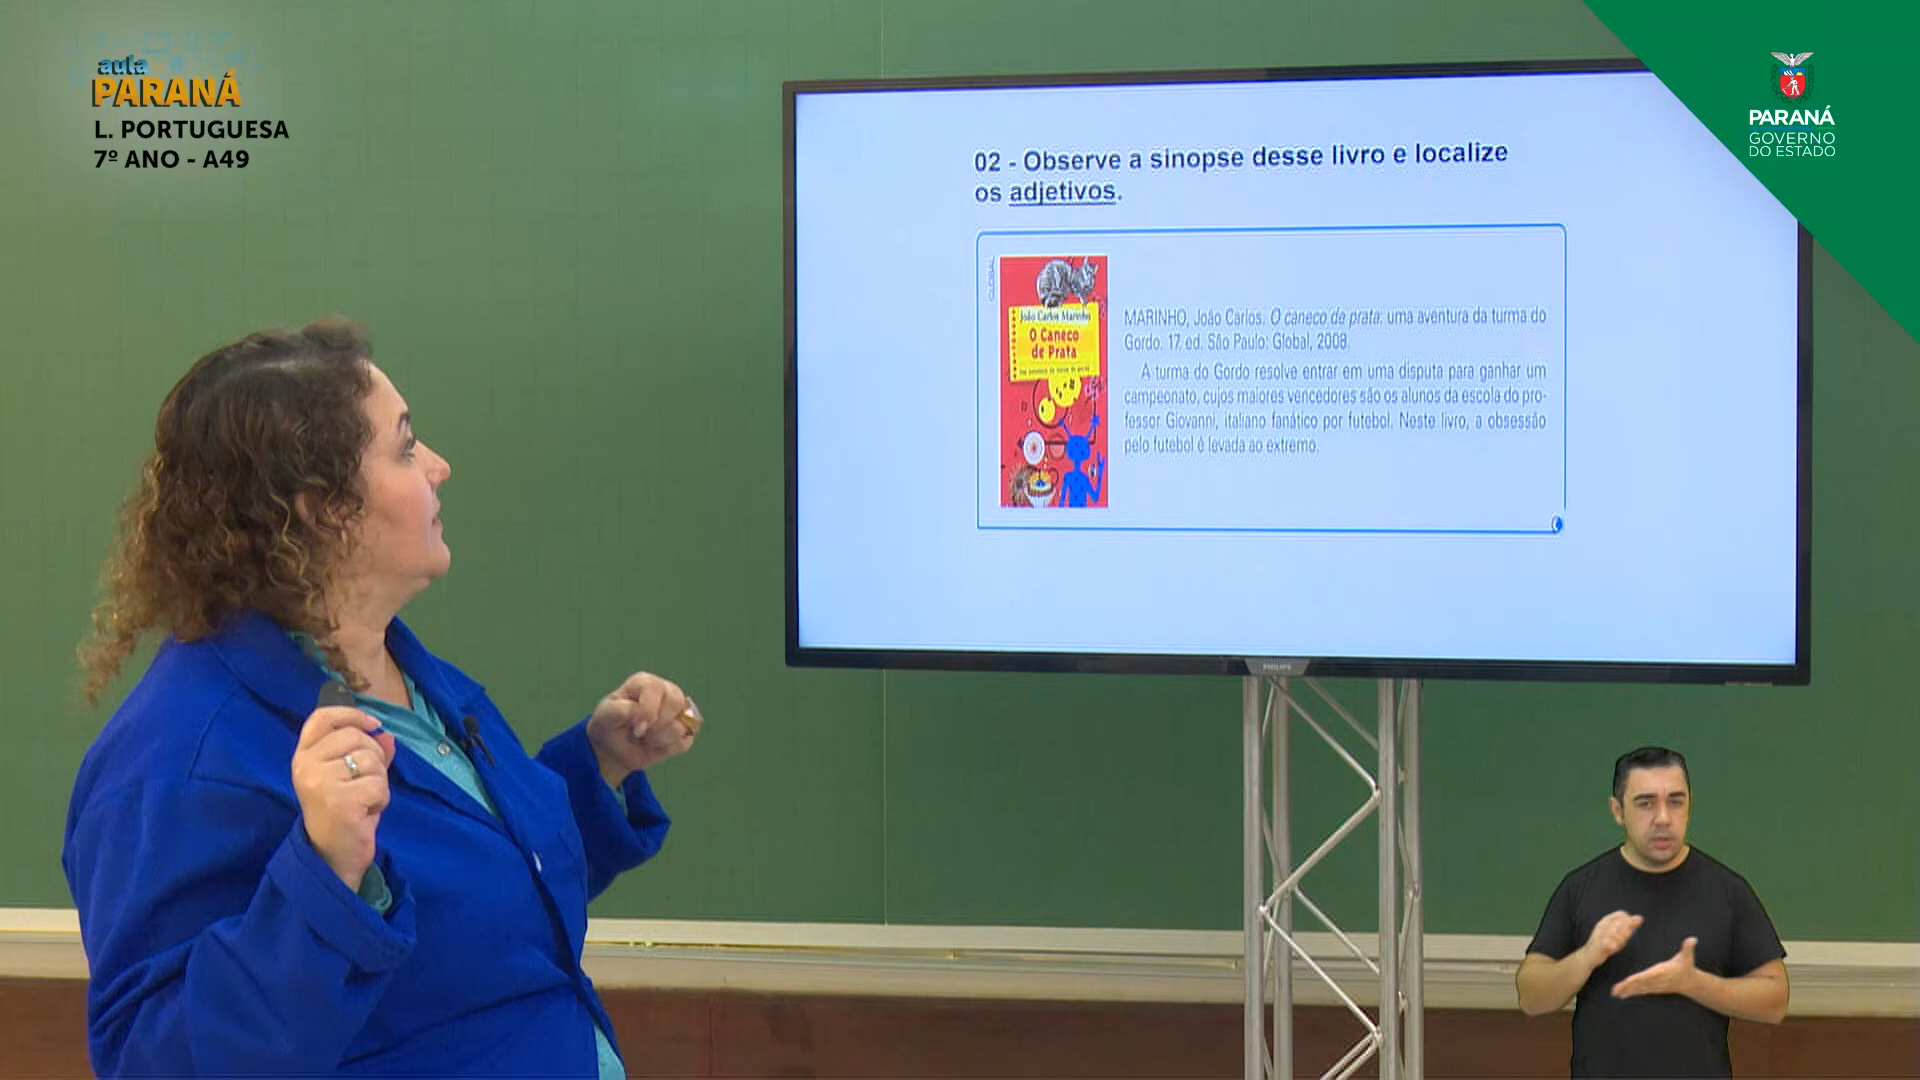 aula
PARANÁ
L. PORTUGUESA
7º ANO - A49
PARANÁ
GOVERNO
DO ESTADO
02 - Observe a sinopse desse livro e localize
os adjetivos.
GLOBAL
João Carlos Marinho
O Caneco
de Prata
MARINHO, João Carlos. O caneco de prata: uma aventura da turma do
Gordo. 17. ed. São Paulo: Global, 2008.
A turma do Gordo resolve entrar em uma disputa para ganhar um
campeonato, cujos maiores vencedores são os alunos da escola do pro-
fessor Giovanni, italiano fanático por futebol. Neste livro, a obsessão
pelo futebol é levada ao extremo.
PHILIPS